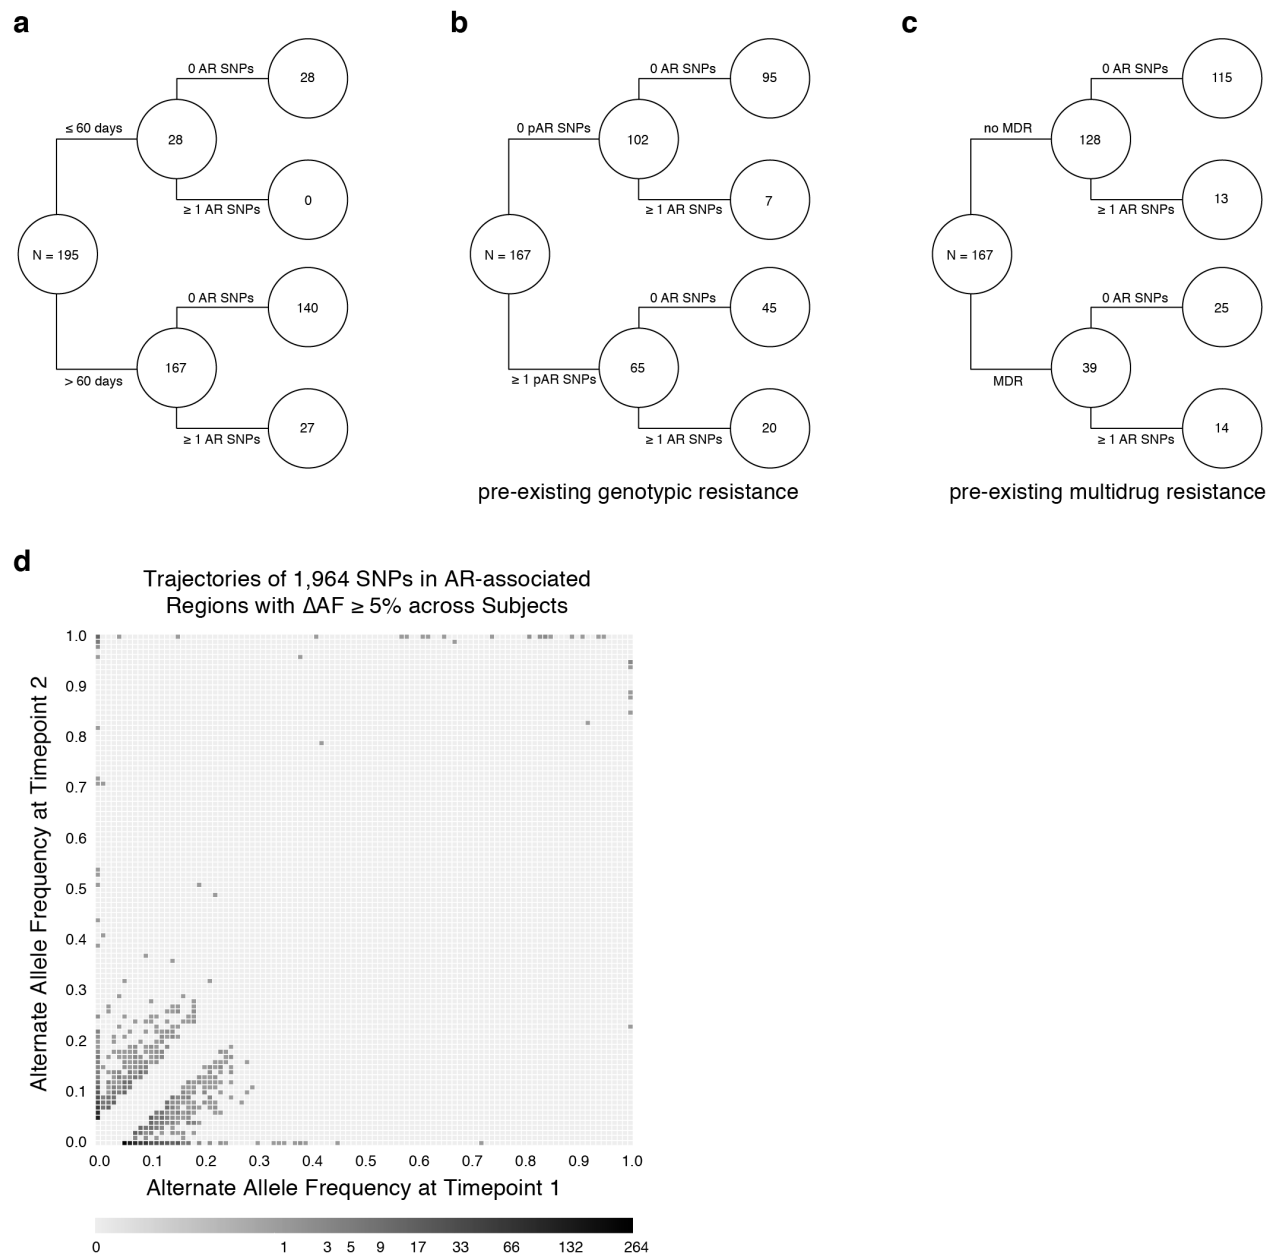 a
0 AR SNPs
28
≤ 60 days
28
≥ 1 AR SNPs
0
N = 195
0 AR SNPs
140
> 60 days
167
≥ 1 AR SNPs
27
b
0 AR SNPs
95
0 pAR SNPs
102
≥ 1 AR SNPs
7
N = 167
0 AR SNPs
45
≥ 1 pAR SNPs
65
≥ 1 AR SNPs
20
pre-existing genotypic resistance
c
0 AR SNPs
115
no MDR
128
≥ 1 AR SNPs
13
N = 167
0 AR SNPs
25
MDR
39
≥ 1 AR SNPs
14
pre-existing multidrug resistance
d
Trajectories of 1,964 SNPs in AR-associated
Regions with ΔAF ≥ 5% across Subjects
Alternate Allele Frequency at Timepoint 2
1.0
0.9
0.8
0.7
0.6
0.5
0.4
0.3
0.2
0.1
0.0
0.0 0.1 0.2 0.3 0.4 0.5 0.6 0.7 0.8 0.9 1.0
Alternate Allele Frequency at Timepoint 1
0 1 3 5 9 17 33 66 132 264